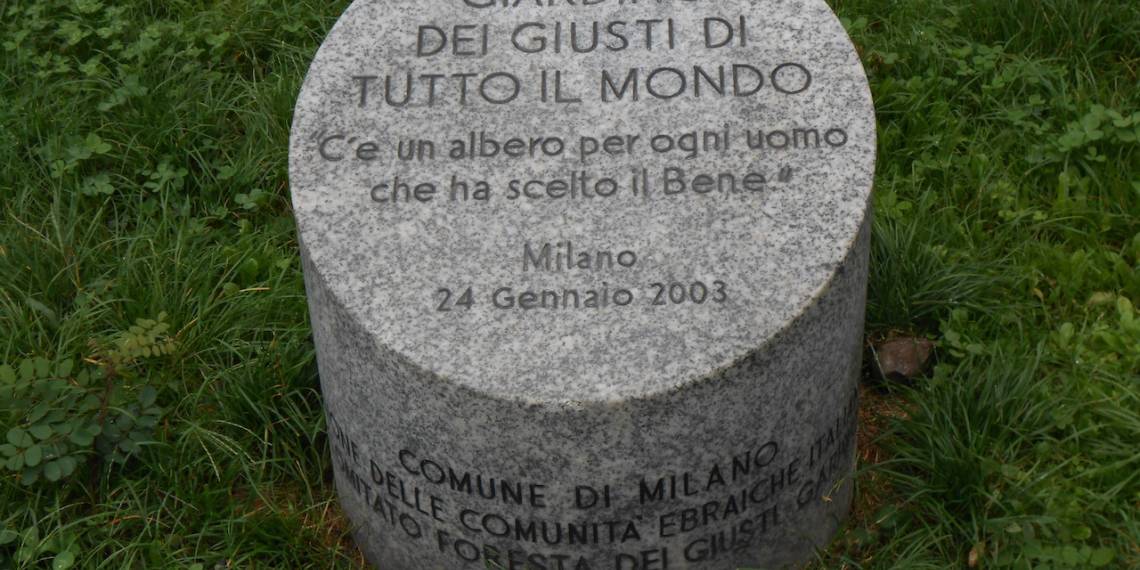 GIARDINO
DEI GIUSTI DI
TUTTO IL MONDO
"C'e un albero per ogni uomo
che ha scelto il Bene"
Milano
24 Gennaio 2003
COMUNE DI MILANO
DELLE COMUNITA' EBRAICHE
FORESTA DEI GIUSTI